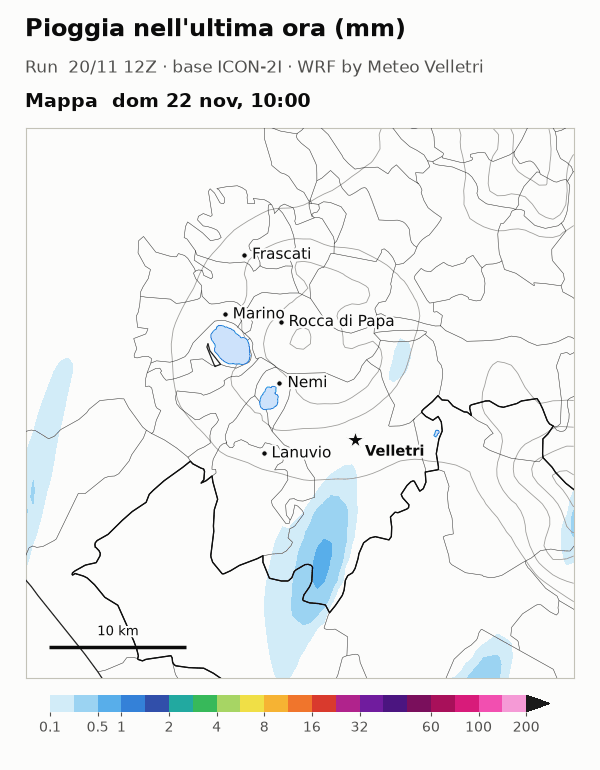 Pioggia nell'ultima ora (mm)
Run  20/11 12Z · base ICON-2I · WRF by Meteo Velletri
Mappa  dom 22 nov, 10:00
Frascati
Marino
Rocca di Papa
Nemi
Velletri
Lanuvio
10 km
0.1 0.5 1 2 4 8 16 32 60 100 200